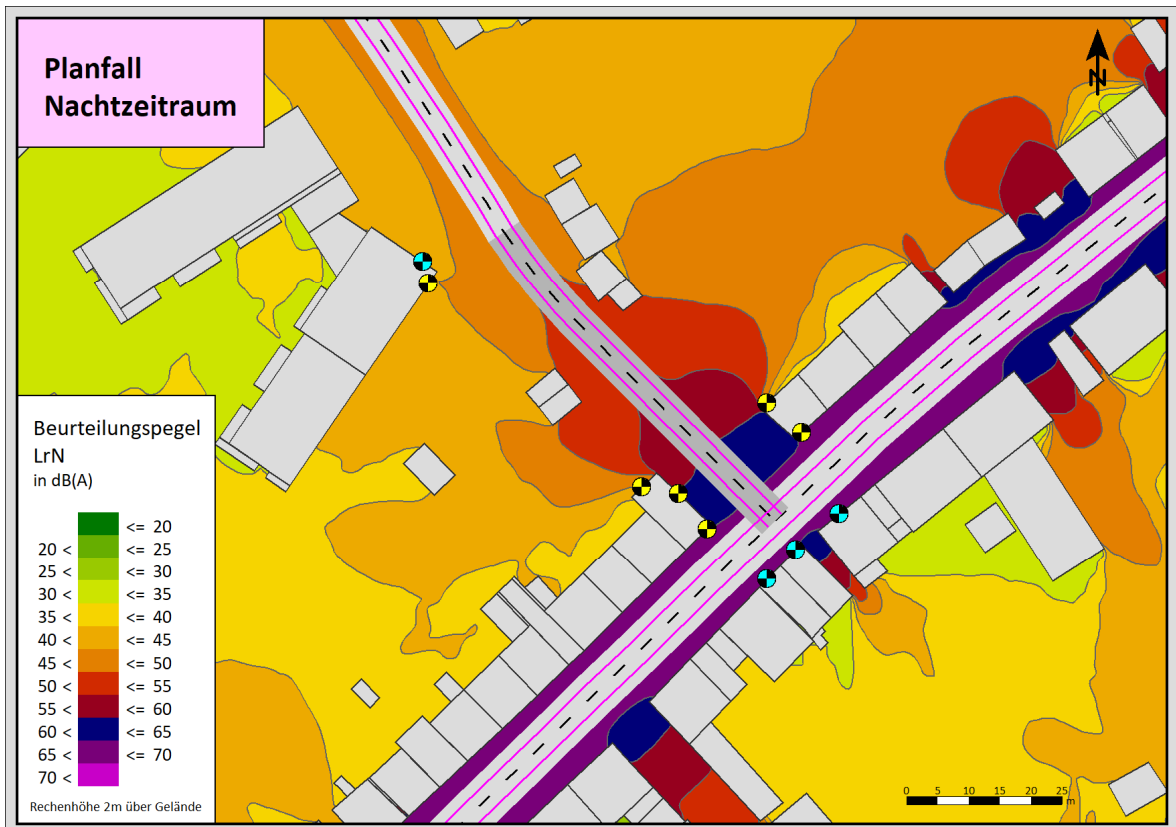 Planfall
Nachtzeitraum
N
Beurteilungspegel
LrN
in dB(A)
<= 20
20 < <= 25
25 < <= 30
30 < <= 35
35 < <= 40
40 < <= 45
45 < <= 50
50 < <= 55
55 < <= 60
60 < <= 65
65 < <= 70
70 <
Rechenhöhe 2m über Gelände
0 5 10 15 20 25
m